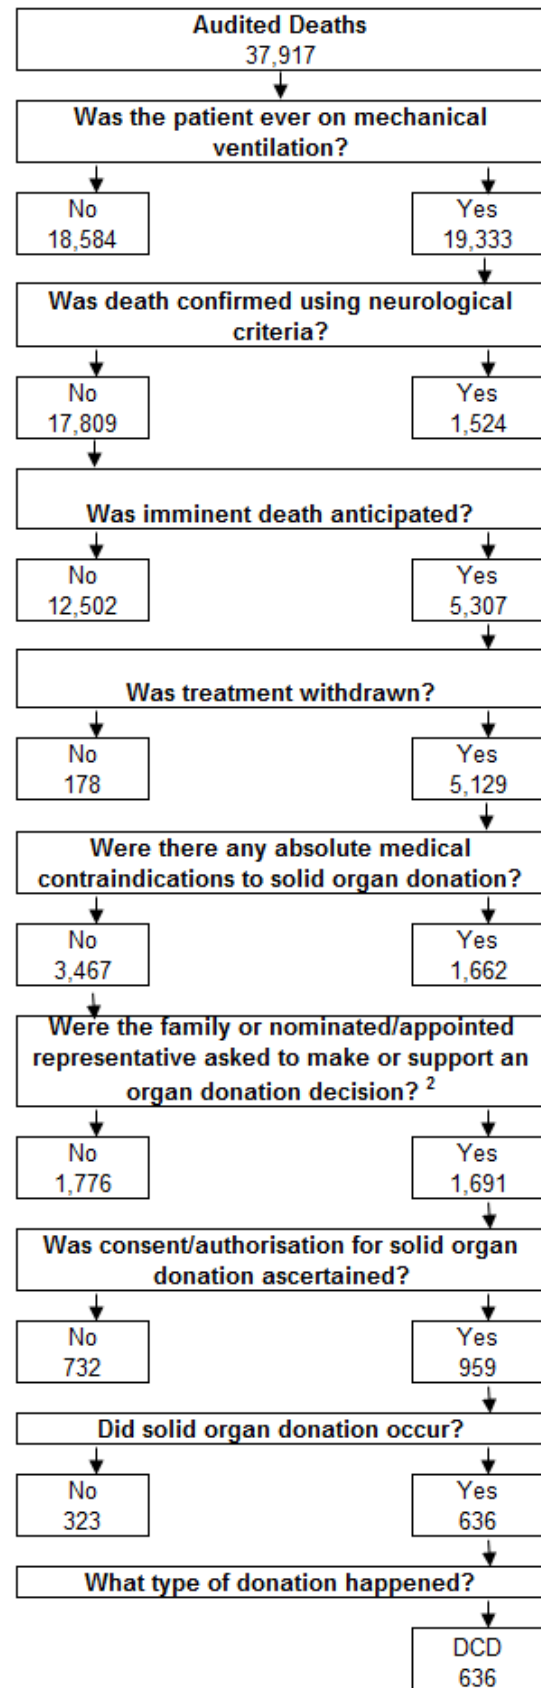 Audited Deaths
37,917
Was the patient ever on mechanical
ventilation?
No
18,584
Yes
19,333
Was death confirmed using neurological
criteria?
No
17,809
Yes
1,524
Was imminent death anticipated?
No
12,502
Yes
5,307
Was treatment withdrawn?
No
178
Yes
5,129
Were there any absolute medical
contraindications to solid organ donation?
No
3,467
Yes
1,662
Were the family or nominated/appointed
representative asked to make or support an
organ donation decision? ²
No
1,776
Yes
1,691
Was consent/authorisation for solid organ
donation ascertained?
No
732
Yes
959
Did solid organ donation occur?
No
323
Yes
636
What type of donation happened?
DCD
636